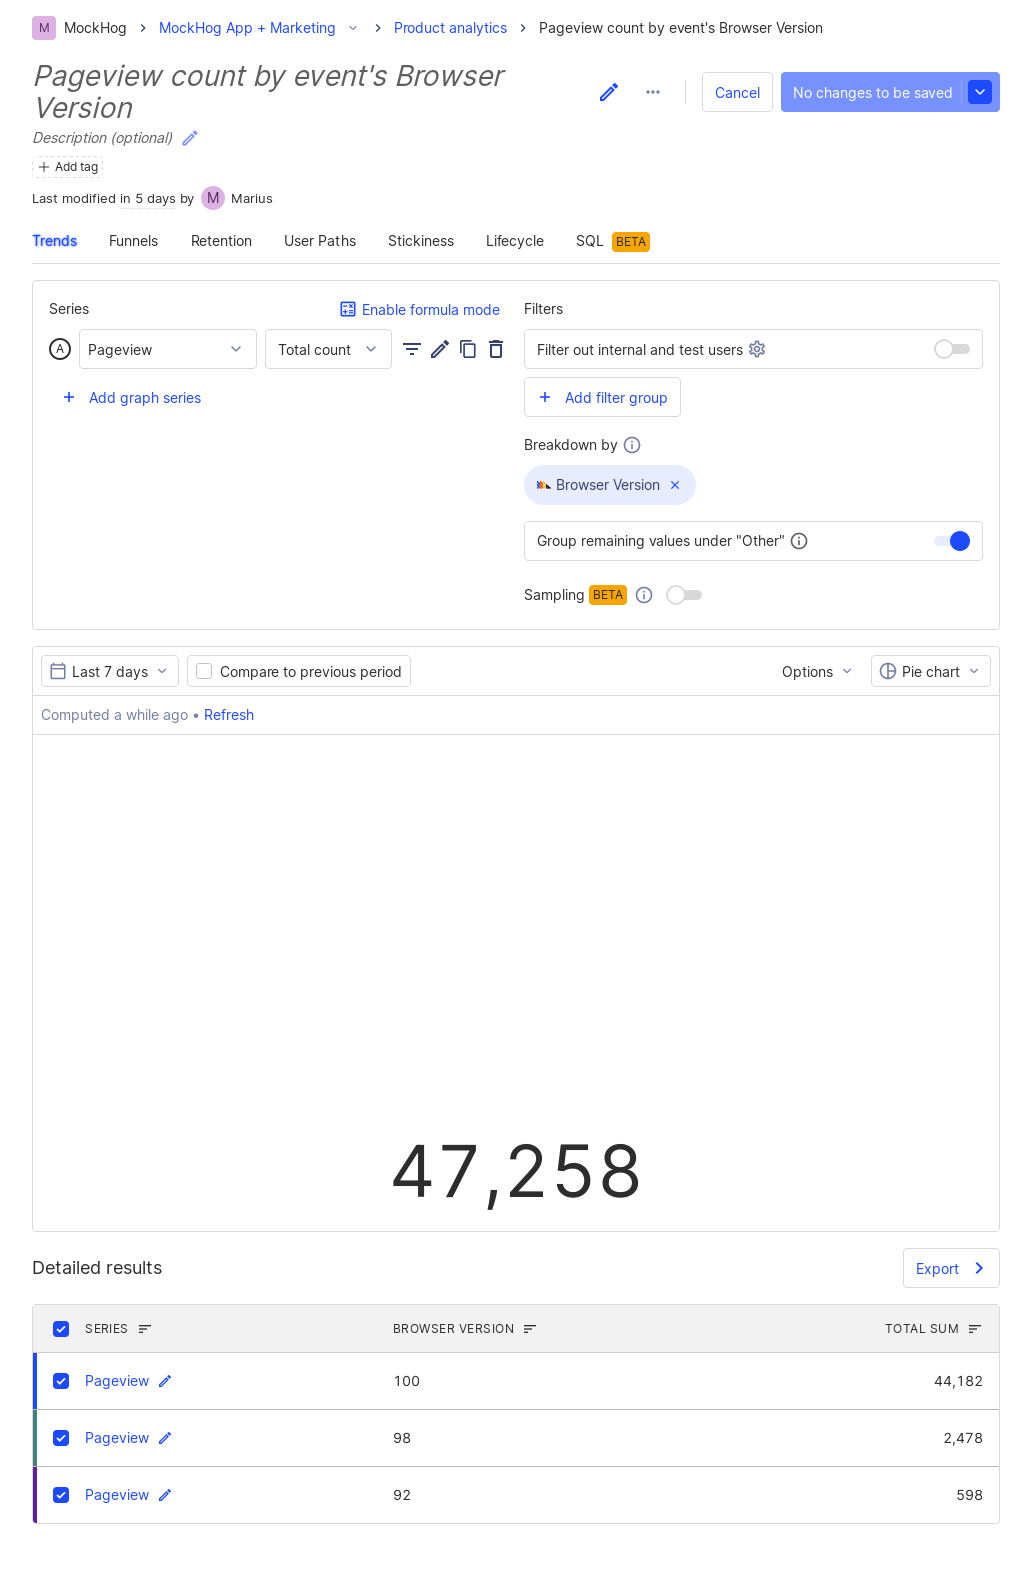 M MockHog > MockHog App + Marketing > Product analytics > Pageview count by event's Browser Version
Pageview count by event's Browser
Version
Cancel
No changes to be saved
Description (optional)
Add tag
Last modified in 5 days by M Marius
Trends Funnels Retention User Paths Stickiness Lifecycle SQL BETA
Series
Enable formula mode
A Pageview Total count
Add graph series
Filters
Filter out internal and test users
Add filter group
Breakdown by
Browser Version
Group remaining values under "Other"
Sampling BETA
Last 7 days Compare to previous period Options Pie chart
Computed a while ago • Refresh
47,258
Detailed results Export
SERIES BROWSER VERSION TOTAL SUM
Pageview 100 44,182
Pageview 98 2,478
Pageview 92 598